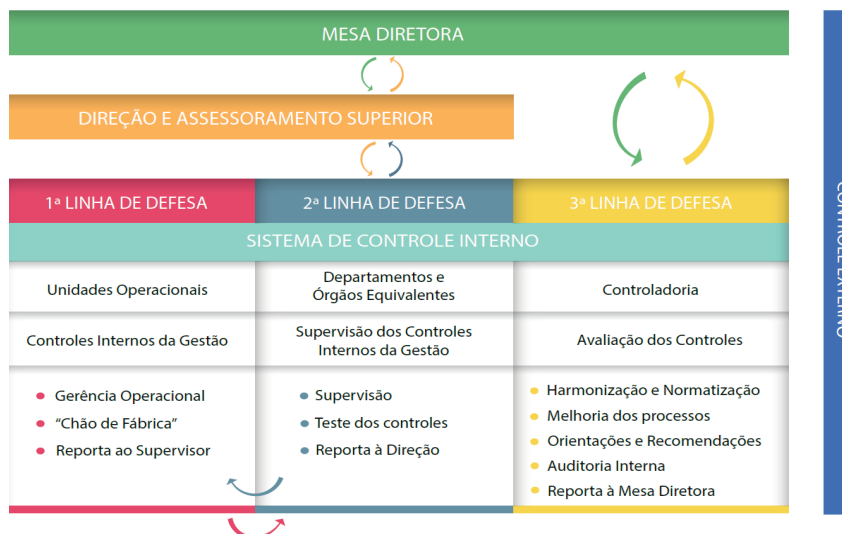 MESA DIRETORA
DIREÇÃO E ASSESSORAMENTO SUPERIOR
1ª LINHA DE DEFESA
2ª LINHA DE DEFESA
3ª LINHA DE DEFESA
SISTEMA DE CONTROLE INTERNO
Unidades Operacionais
Departamentos e
Órgãos Equivalentes
Controladoria
Controles Internos da Gestão
Supervisão dos Controles
Internos da Gestão
Avaliação dos Controles
• Gerência Operacional
• “Chão de Fábrica”
• Reporta ao Supervisor
• Supervisão
• Teste dos controles
• Reporta à Direção
• Harmonização e Normatização
• Melhoria dos processos
• Orientações e Recomendações
• Auditoria Interna
• Reporta à Mesa Diretora
CONTROLE EXTERNO